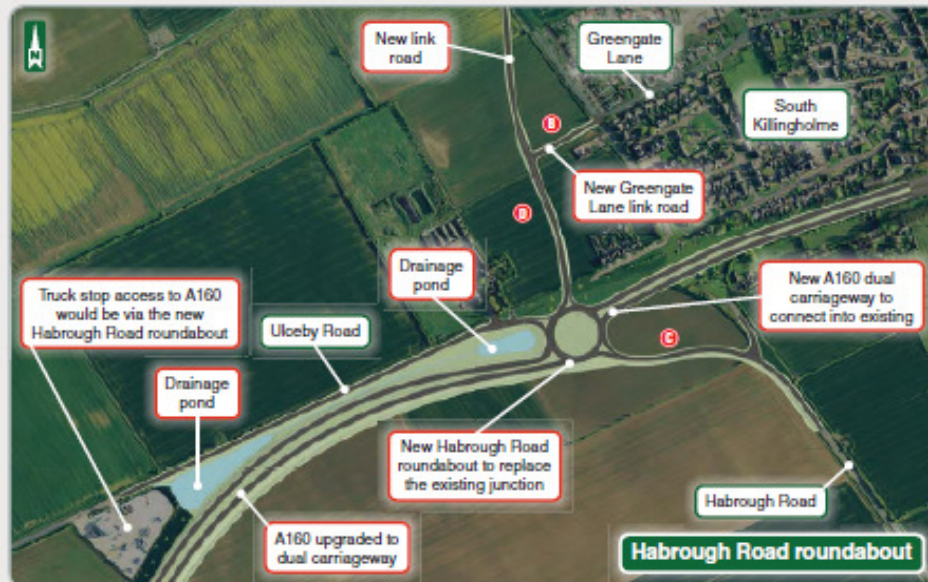 N
New link
road
Greengate
Lane
B
South
Killingholme
New Greengate
Lane link road
D
Drainage
pond
Truck stop access to A160
would be via the new
Habrough Road roundabout
Ulceby Road
New A160 dual
carriageway to
connect into existing
C
Drainage
pond
New Habrough Road
roundabout to replace
the existing junction
Habrough Road
A160 upgraded to
dual carriageway
Habrough Road roundabout